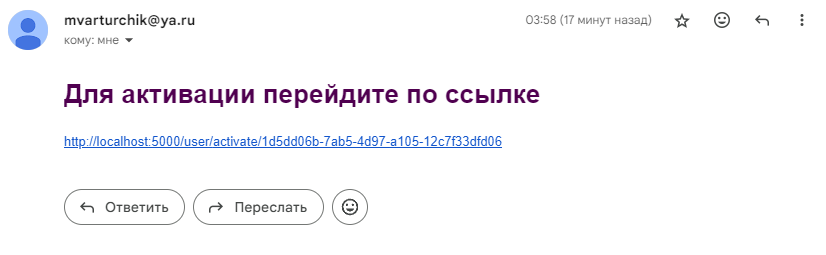 mvarturchik@ya.ru
03:58 (17 минут назад)
кому: мне
Для активации перейдите по ссылке
http://localhost:5000/user/activate/1d5dd06b-7ab5-4d97-a105-12c7f33dfd06
Ответить
Переслать